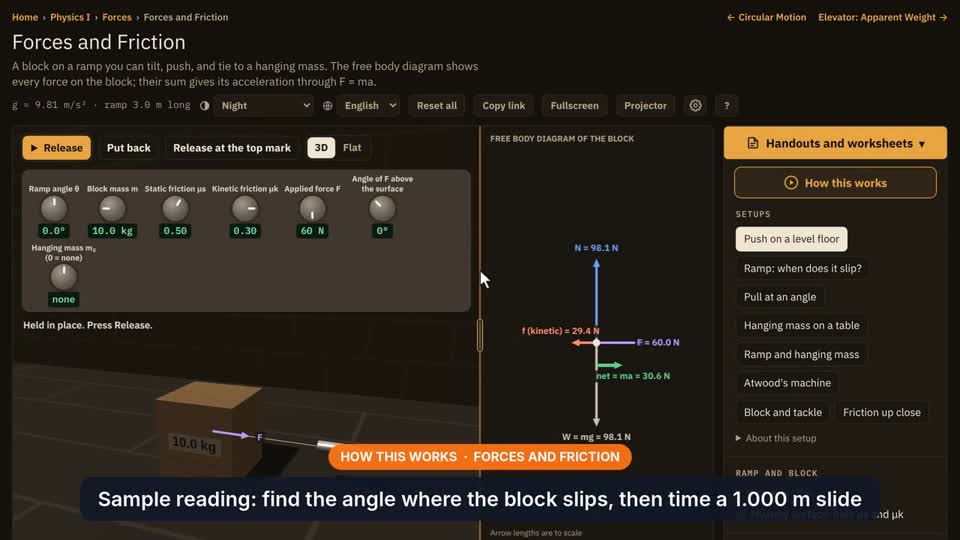 Home › Physics I › Forces › Forces and Friction
← Circular Motion Elevator: Apparent Weight →
Forces and Friction
A block on a ramp you can tilt, push, and tie to a hanging mass. The free body diagram shows
every force on the block; their sum gives its acceleration through F = ma.
g = 9.81 m/s² · ramp 3.0 m long
Night
English
Reset all
Copy link
Fullscreen
Projector
?
Release
Put back
Release at the top mark
3D
Flat
Ramp angle θ
Block mass m
Static friction μs
Kinetic friction μk
Applied force F
Angle of F above
the surface
0.0°
10.0 kg
0.50
0.30
60 N
0°
Hanging mass m₂
(0 = none)
none
Held in place. Press Release.
10.0 kg
F
FREE BODY DIAGRAM OF THE BLOCK
N = 98.1 N
f (kinetic) = 29.4 N
F = 60.0 N
net = ma = 30.6 N
W = mg = 98.1 N
Arrow lengths are to scale
Handouts and worksheets ▾
How this works
SETUPS
Push on a level floor
Ramp: when does it slip?
Pull at an angle
Hanging mass on a table
Ramp and hanging mass
Atwood's machine
Block and tackle
Friction up close
▸ About this setup
RAMP AND BLOCK
and μk
HOW THIS WORKS · FORCES AND FRICTION
Sample reading: find the angle where the block slips, then time a 1.000 m slide